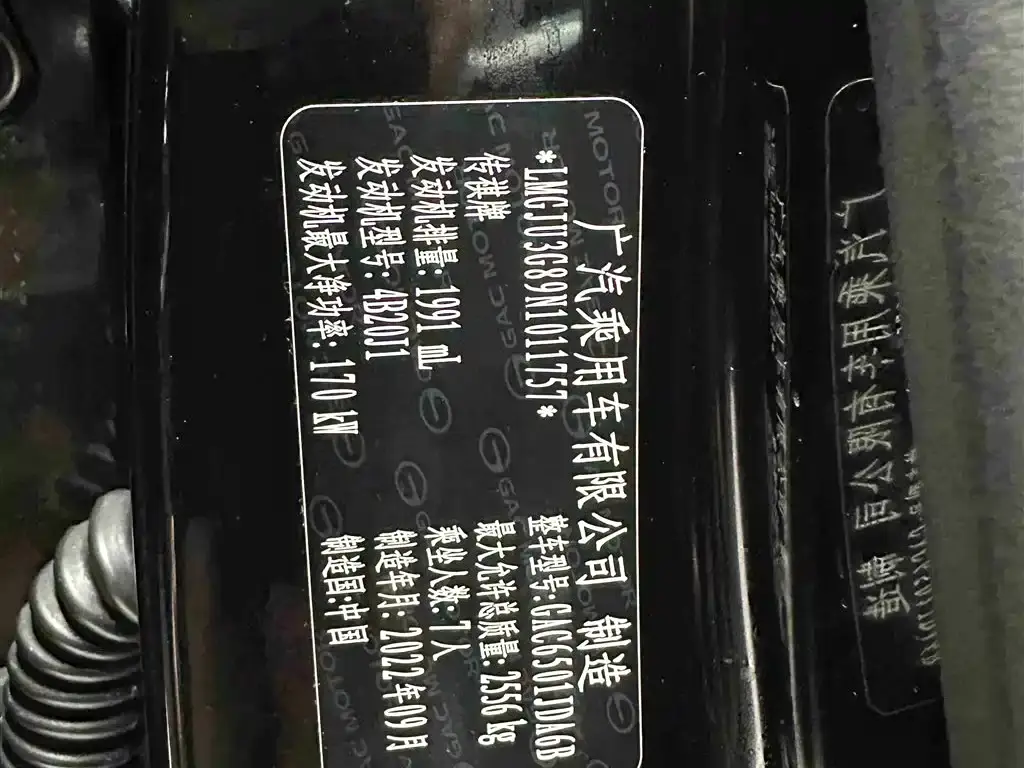 广汽乘用车有限公司 制造
*LMGJU3G89N1011757* 整车型号:GAC6501JDA6B
传祺牌 最大允许总质量:2556kg
发动机排量:1991 mL 乘坐人数:7人
发动机型号:4B20J1 制造年月:2022年09月
发动机最大净功率:170 kW 制造国:中国